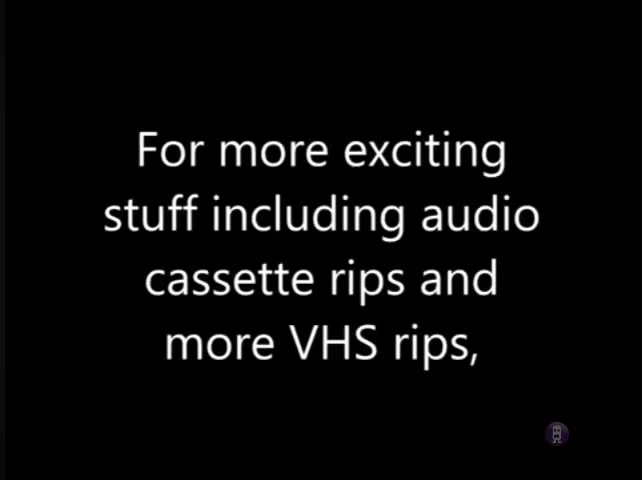 For more exciting
stuff including audio
cassette rips and
more VHS rips,